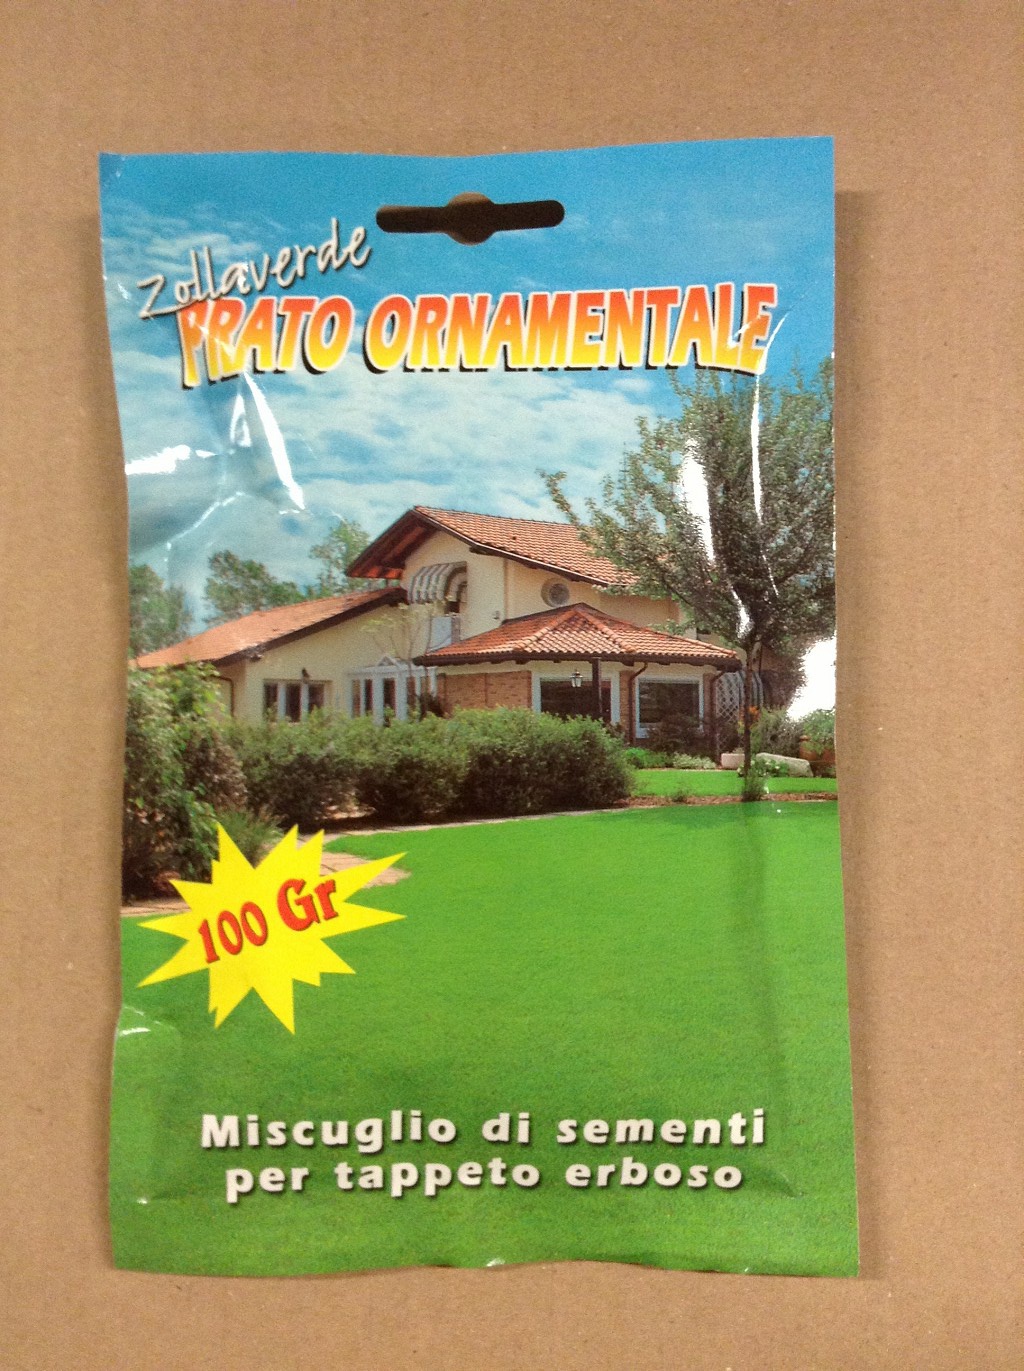 Zollaverde
PRATO ORNAMENTALE
100 Gr
Miscuglio di sementi
per tappeto erboso